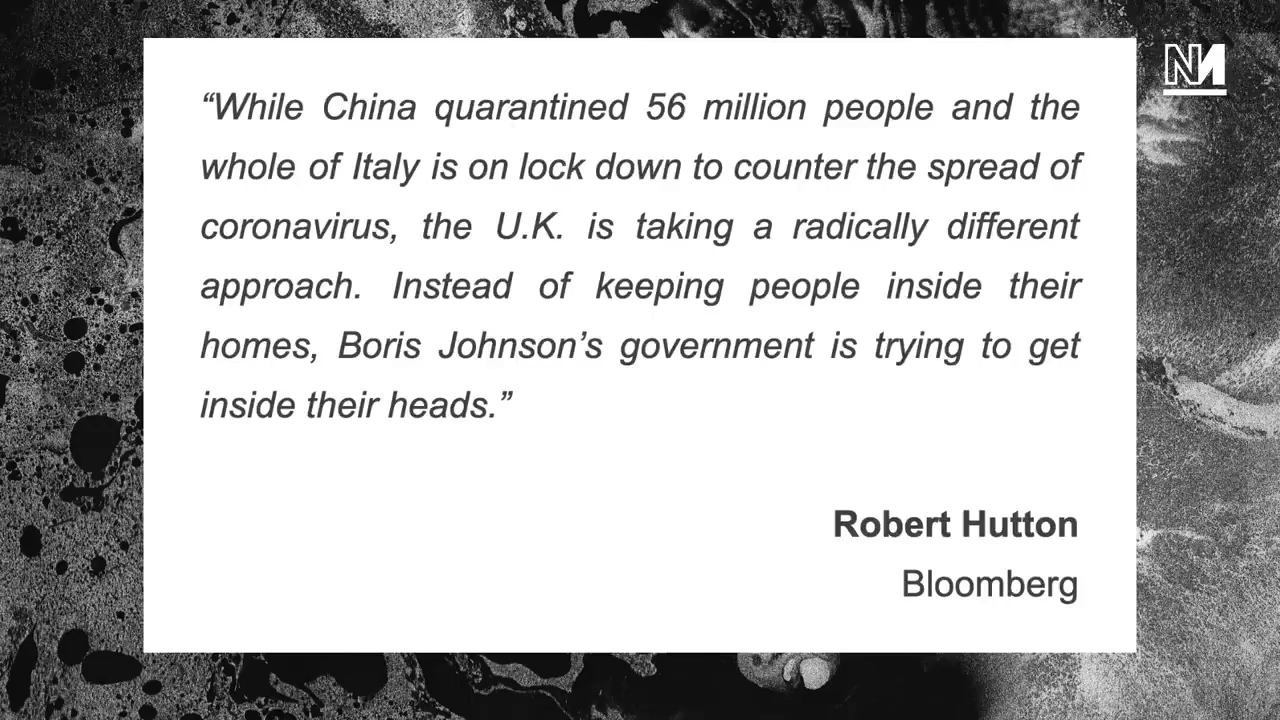 “While China quarantined 56 million people and the
whole of Italy is on lock down to counter the spread of
coronavirus, the U.K. is taking a radically different
approach. Instead of keeping people inside their
homes, Boris Johnson’s government is trying to get
inside their heads.”
Robert Hutton
Bloomberg
NM